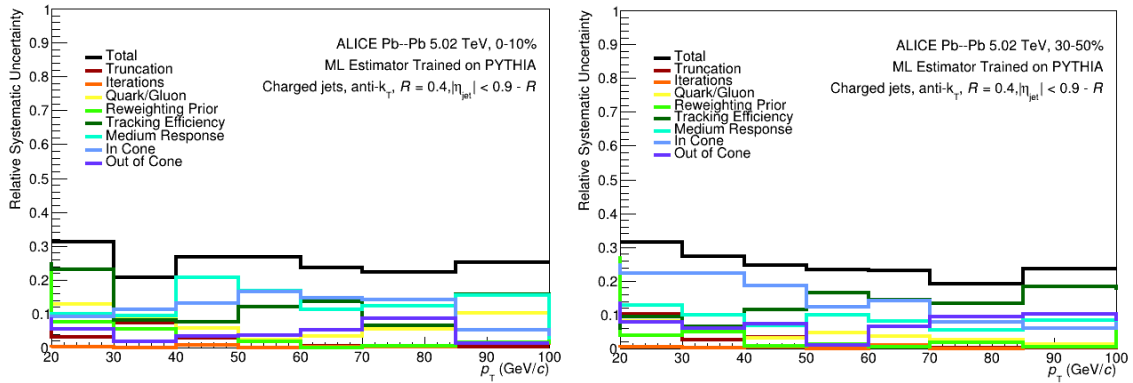 Relative Systematic Uncertainty
1
0.9
0.8
0.7
0.6
0.5
0.4
0.3
0.2
0.1
0
ALICE Pb--Pb 5.02 TeV, 0-10%
ML Estimator Trained on PYTHIA
Charged jets, anti-k_T, R = 0.4,|η_jet| < 0.9 - R
Total
Truncation
Iterations
Quark/Gluon
Reweighting Prior
Tracking Efficiency
Medium Response
In Cone
Out of Cone
20 30 40 50 60 70 80 90 100
p_T (GeV/c)
Relative Systematic Uncertainty
1
0.9
0.8
0.7
0.6
0.5
0.4
0.3
0.2
0.1
0
ALICE Pb--Pb 5.02 TeV, 30-50%
ML Estimator Trained on PYTHIA
Charged jets, anti-k_T, R = 0.4,|η_jet| < 0.9 - R
Total
Truncation
Iterations
Quark/Gluon
Reweighting Prior
Tracking Efficiency
Medium Response
In Cone
Out of Cone
20 30 40 50 60 70 80 90 100
p_T (GeV/c)